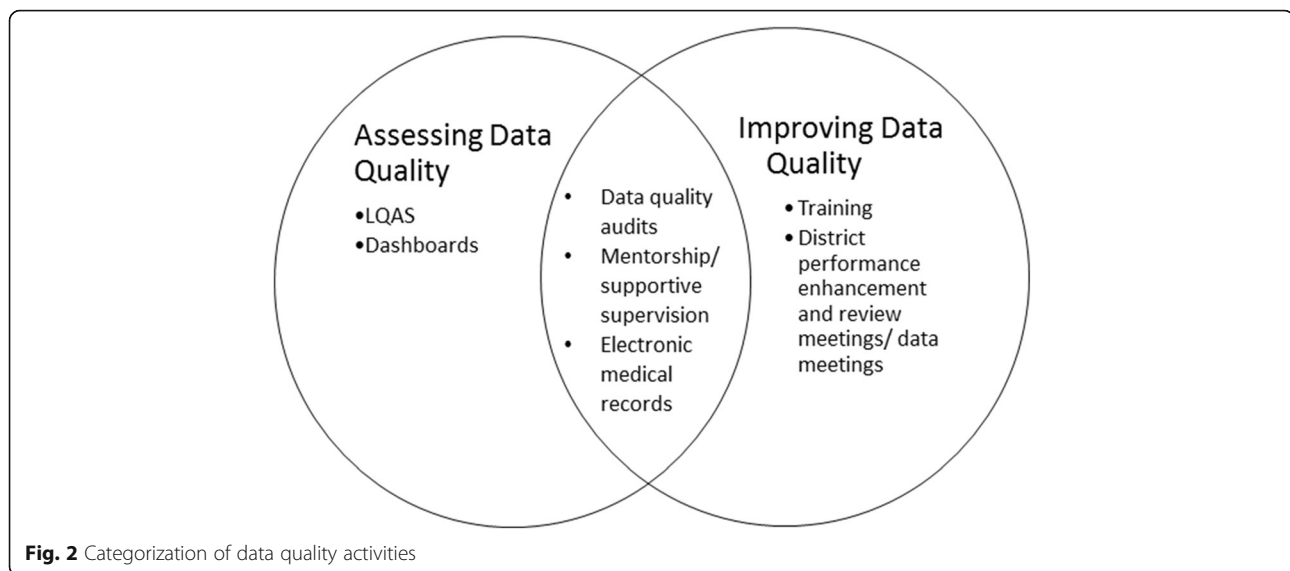 Assessing Data
Quality
•LQAS
•Dashboards
• Data quality
audits
• Mentorship/
supportive
supervision
• Electronic
medical
records
Improving Data
Quality
• Training
• District
performance
enhancement
and review
meetings/ data
meetings
Fig. 2 Categorization of data quality activities